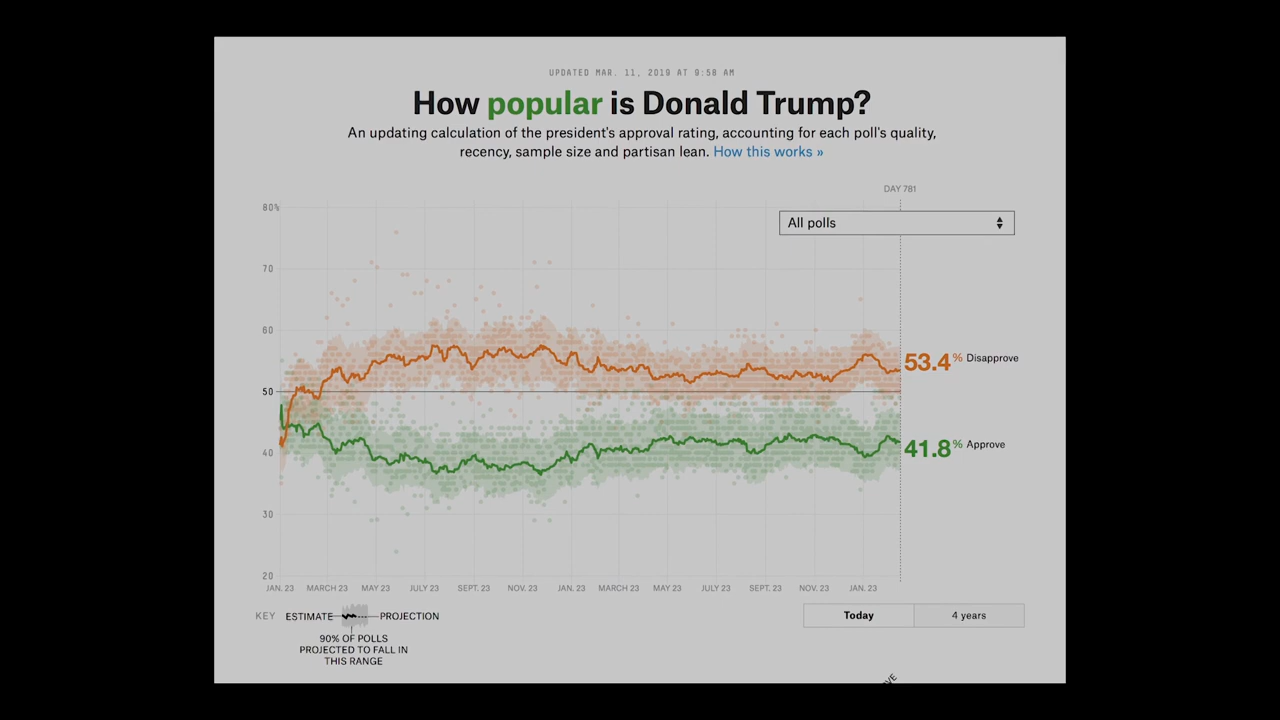 UPDATED MAR. 11, 2019 AT 9:58 AM
How popular is Donald Trump?
An updating calculation of the president's approval rating, accounting for each poll's quality,
recency, sample size and partisan lean. How this works »
DAY 781
80%
All polls
70
60
53.4% Disapprove
50
41.8% Approve
40
30
20
JAN. 23 MARCH 23 MAY 23 JULY 23 SEPT. 23 NOV. 23 JAN. 23 MARCH 23 MAY 23 JULY 23 SEPT. 23 NOV. 23 JAN. 23
KEY ESTIMATE PROJECTION
Today 4 years
90% OF POLLS
PROJECTED TO FALL IN
THIS RANGE